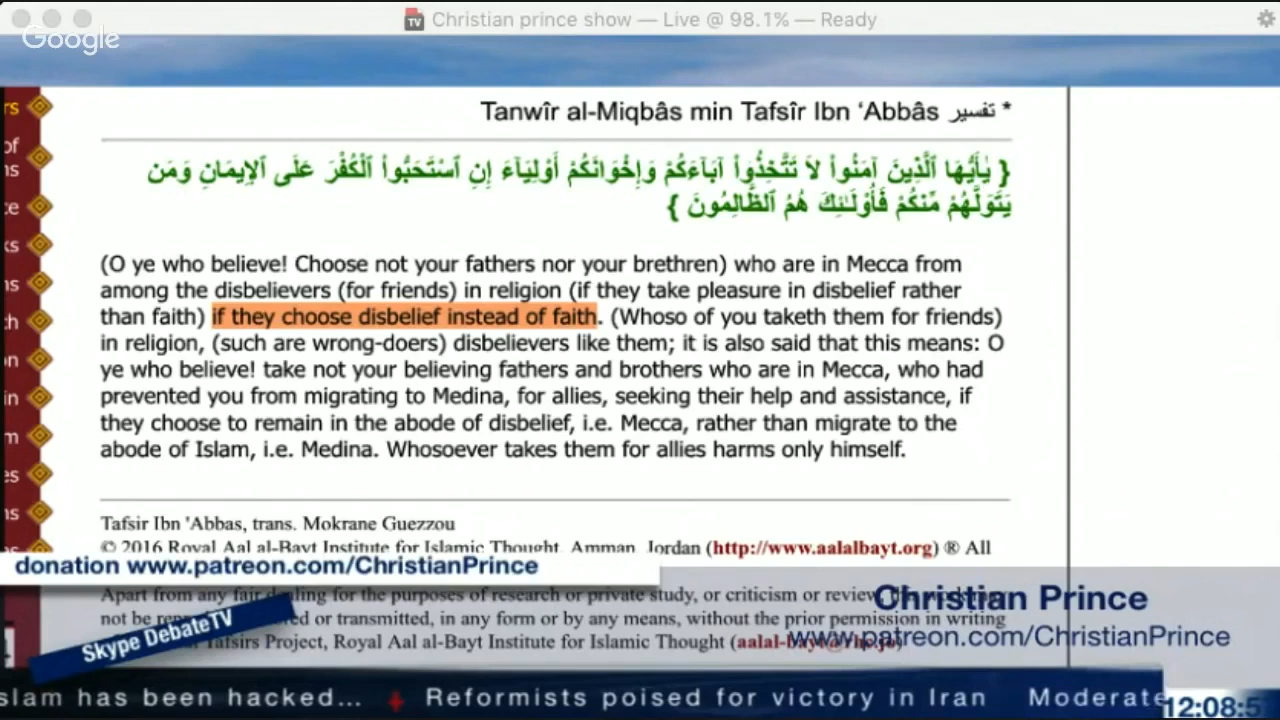 Christian prince show — Live @ 98.1% — Ready
Google
* تفسير Tanwîr al-Miqbâs min Tafsîr Ibn ‘Abbâs
{ يٰأَيُّهَا ٱلَّذِينَ آمَنُواْ لاَ تَتَّخِذُوۤاْ آبَآءَكُمْ وَإِخْوَانَكُمْ أَوْلِيَآءَ إِنِ ٱسْتَحَبُّواْ ٱلْكُفْرَ عَلَى ٱلإِيمَانِ وَمَن
يَتَوَلَّهُمْ مِّنكُمْ فَأُوْلَـٰئِكَ هُمُ ٱلظَّالِمُونَ }
(O ye who believe! Choose not your fathers nor your brethren) who are in Mecca from
among the disbelievers (for friends) in religion (if they take pleasure in disbelief rather
than faith) if they choose disbelief instead of faith. (Whoso of you taketh them for friends)
in religion, (such are wrong-doers) disbelievers like them; it is also said that this means: O
ye who believe! take not your believing fathers and brothers who are in Mecca, who had
prevented you from migrating to Medina, for allies, seeking their help and assistance, if
they choose to remain in the abode of disbelief, i.e. Mecca, rather than migrate to the
abode of Islam, i.e. Medina. Whosoever takes them for allies harms only himself.
Tafsir Ibn 'Abbas, trans. Mokrane Guezzou
© 2016 Royal Aal al-Bayt Institute for Islamic Thought, Amman, Jordan (http://www.aalalbayt.org) ® All
donation www.patreon.com/ChristianPrince
Apart from any fair dealing for the purposes of research or private study, or criticism or review
Christian Prince
not be or transmitted, in any form or by any means, without the prior permission in writing
Tafsirs Project, Royal Aal al-Bayt Institute for Islamic Thought
www.patreon.com/ChristianPrince
Skype DebateTV
slam has been hacked... + Reformists poised for victory in Iran Moderate
12:08:5